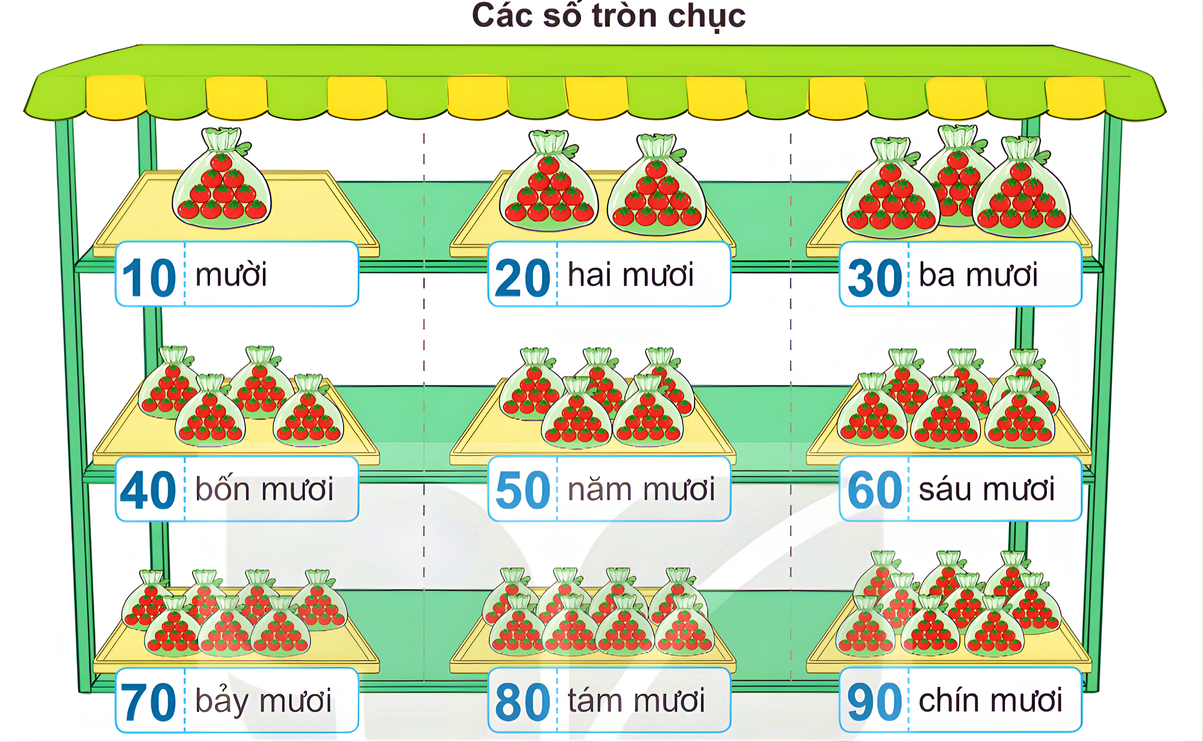 Các số tròn chục
10 mười
20 hai mươi
30 ba mươi
40 bốn mươi
50 năm mươi
60 sáu mươi
70 bảy mươi
80 tám mươi
90 chín mươi